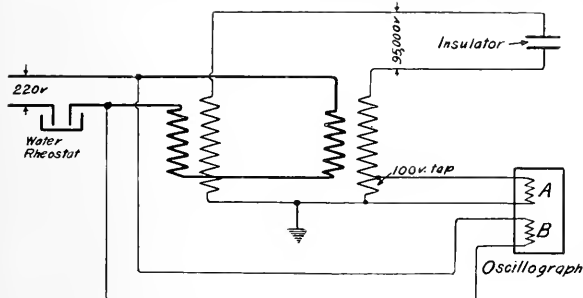 95,000v
Insulator
220v
Water
Rheostat
100v. tap
A
B
Oscillograph